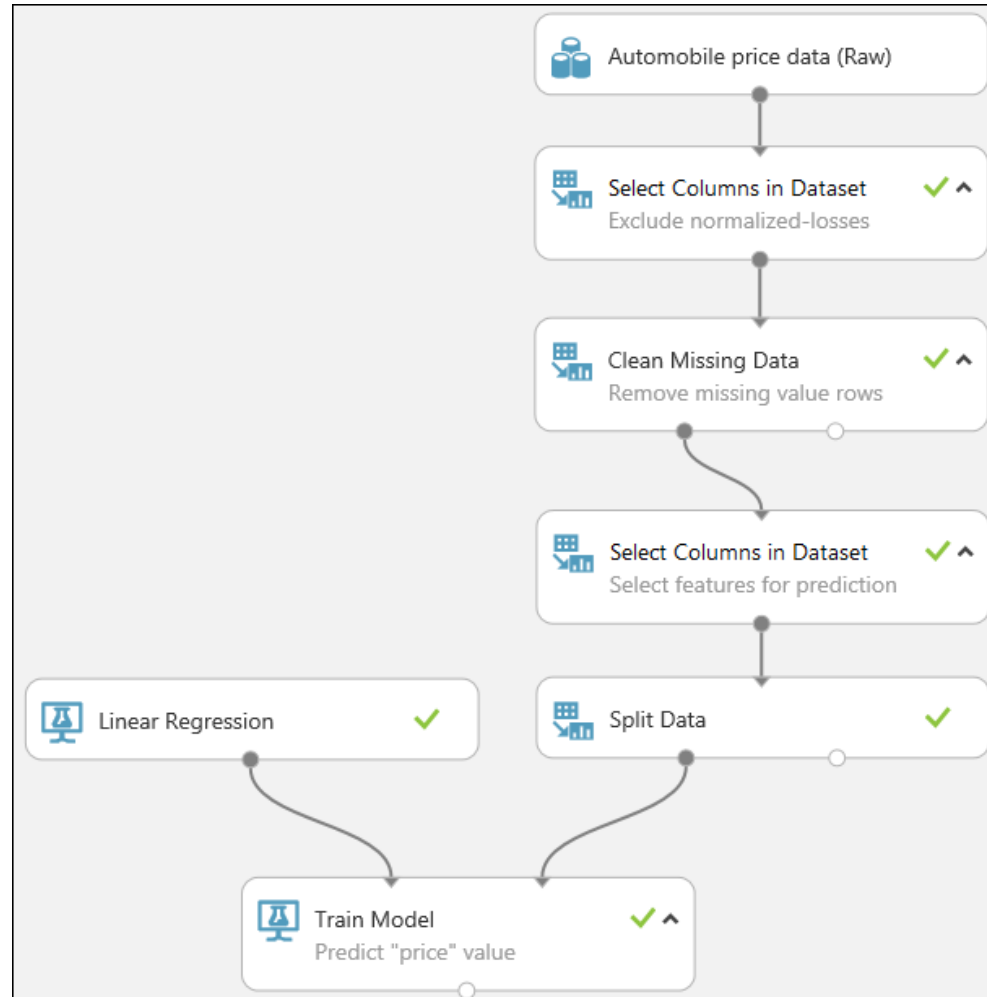 Automobile price data (Raw)
Select Columns in Dataset
Exclude normalized-losses
Clean Missing Data
Remove missing value rows
Select Columns in Dataset
Select features for prediction
Linear Regression
Split Data
Train Model
Predict "price" value